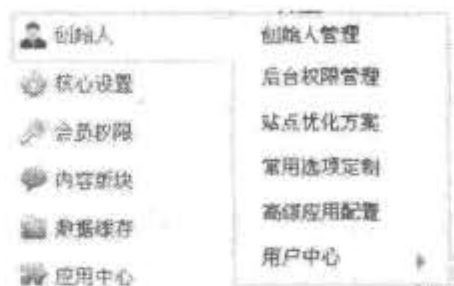 创始人
核心设置
会员权限
内容版块
数据缓存
应用中心
创始人管理
后台权限管理
站点优化方案
常用选项定制
高级应用配置
用户中心